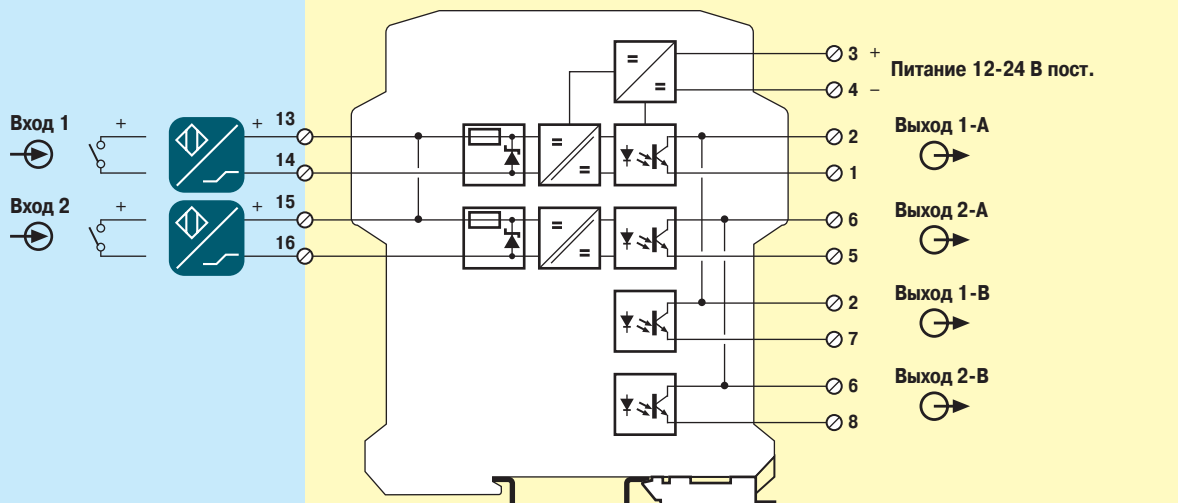 3 +
Питание 12-24 В пост.
4 –
Вход 1
+
+ 13
14
2
Выход 1-A
1
Вход 2
+
+ 15
16
6
Выход 2-A
5
2
Выход 1-B
7
6
Выход 2-B
8